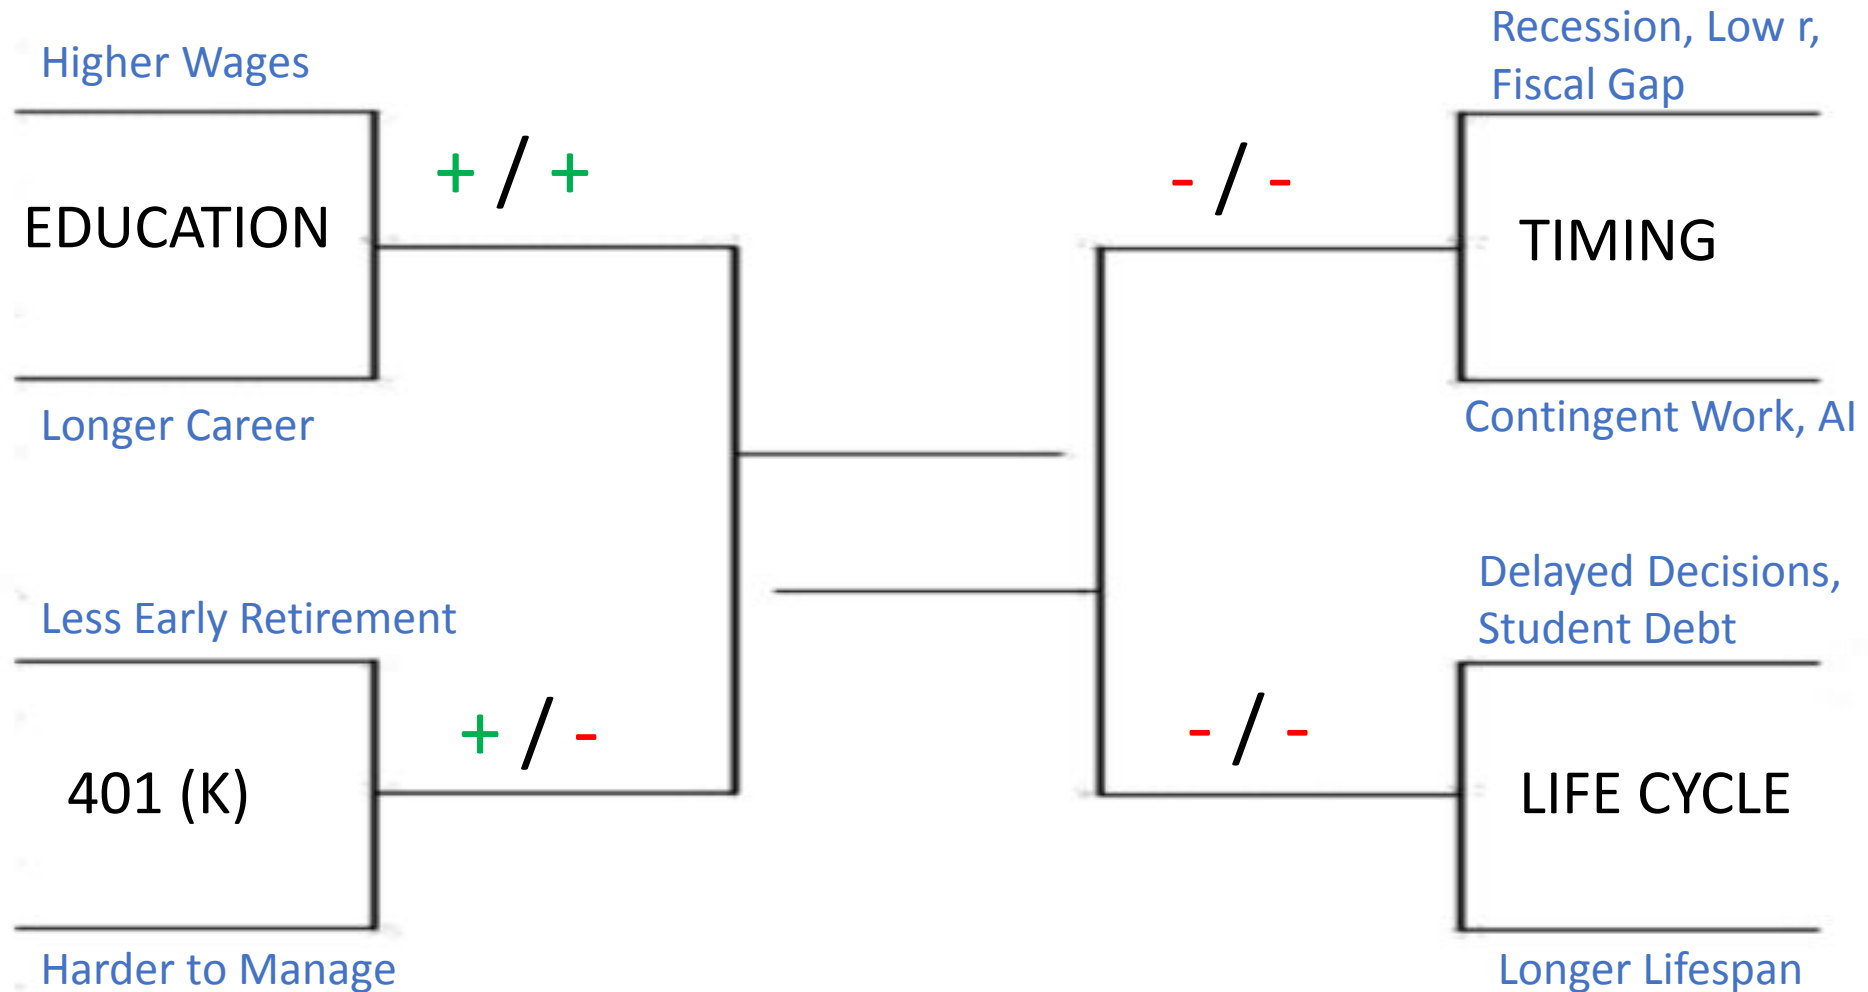 Higher Wages
EDUCATION
+ / +
Longer Career
Less Early Retirement
401 (K)
+ / -
Harder to Manage
Recession, Low r,
Fiscal Gap
- / -
TIMING
Contingent Work, AI
Delayed Decisions,
Student Debt
- / -
LIFE CYCLE
Longer Lifespan